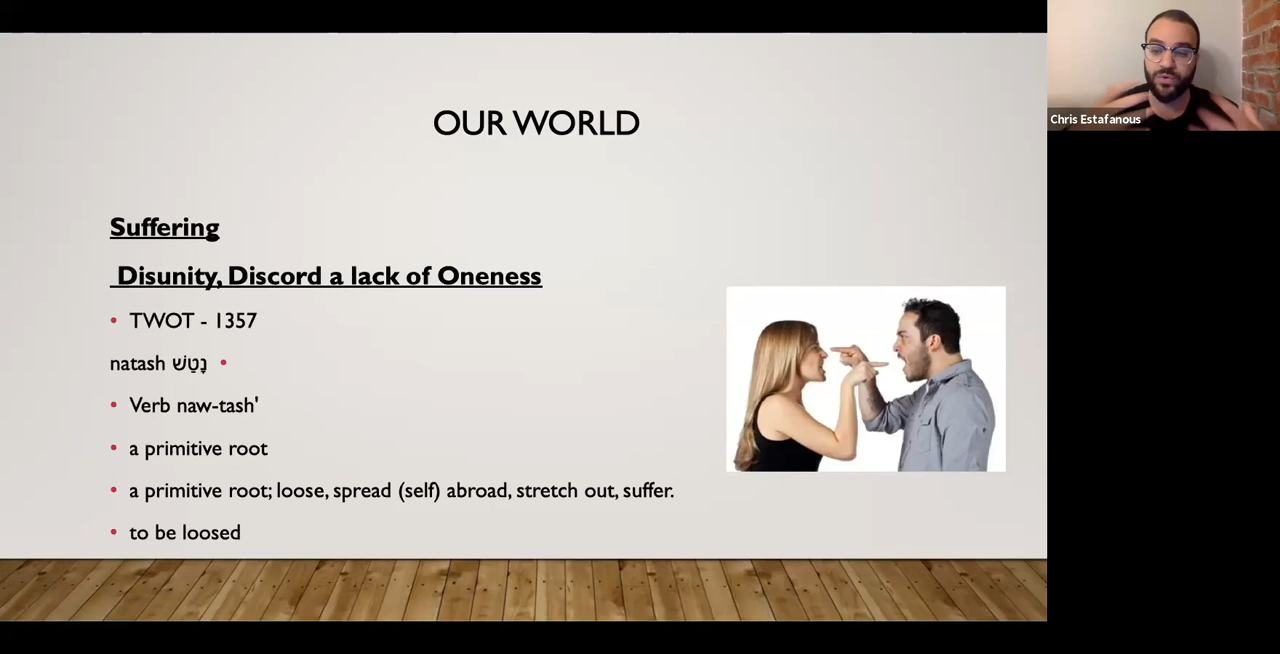 OUR WORLD
Suffering
Disunity, Discord a lack of Oneness
• TWOT - 1357
natash נָטַשׁ •
• Verb naw-tash'
• a primitive root
• a primitive root; loose, spread (self) abroad, stretch out, suffer.
• to be loosed
Chris Estafanous